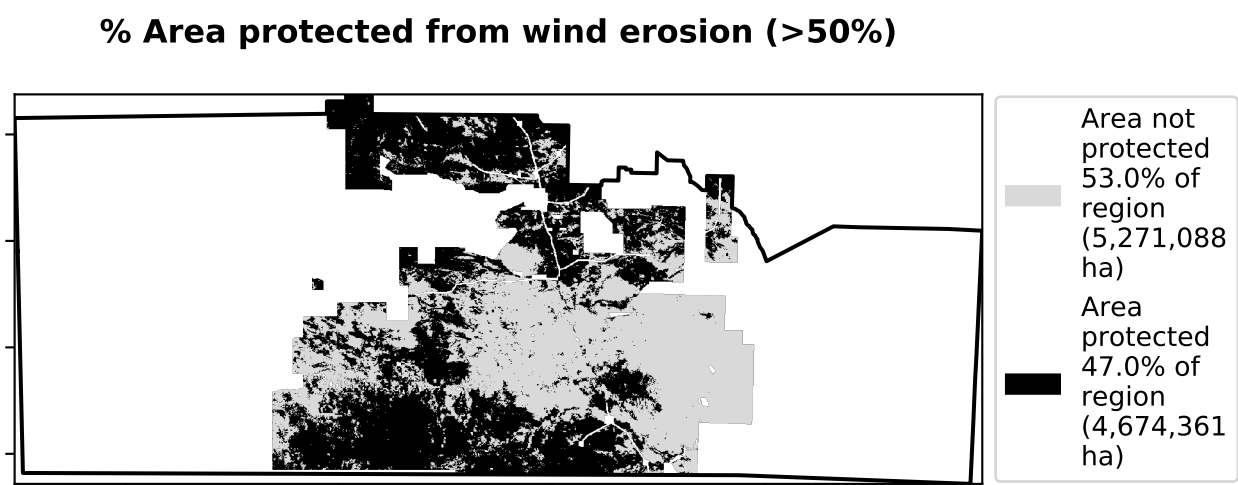 % Area protected from wind erosion (>50%)
Area not
protected
53.0% of
region
(5,271,088
ha)
Area
protected
47.0% of
region
(4,674,361
ha)